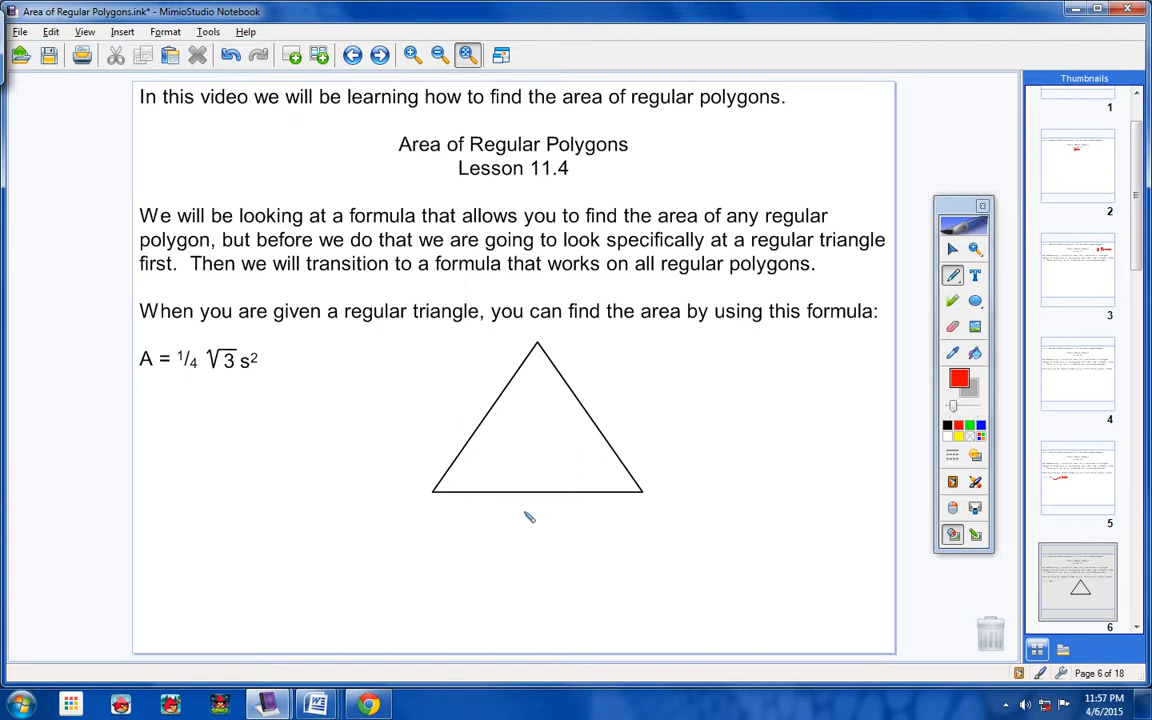 Area of Regular Polygons.ink* - MimioStudio Notebook
File Edit View Insert Format Tools Help
In this video we will be learning how to find the area of regular polygons.
Area of Regular Polygons
Lesson 11.4
We will be looking at a formula that allows you to find the area of any regular
polygon, but before we do that we are going to look specifically at a regular triangle
first. Then we will transition to a formula that works on all regular polygons.
When you are given a regular triangle, you can find the area by using this formula:
A = 1/4 √3 s²
Thumbnails
1
2
3
4
5
6
Page 6 of 18
11:57 PM
4/6/2015